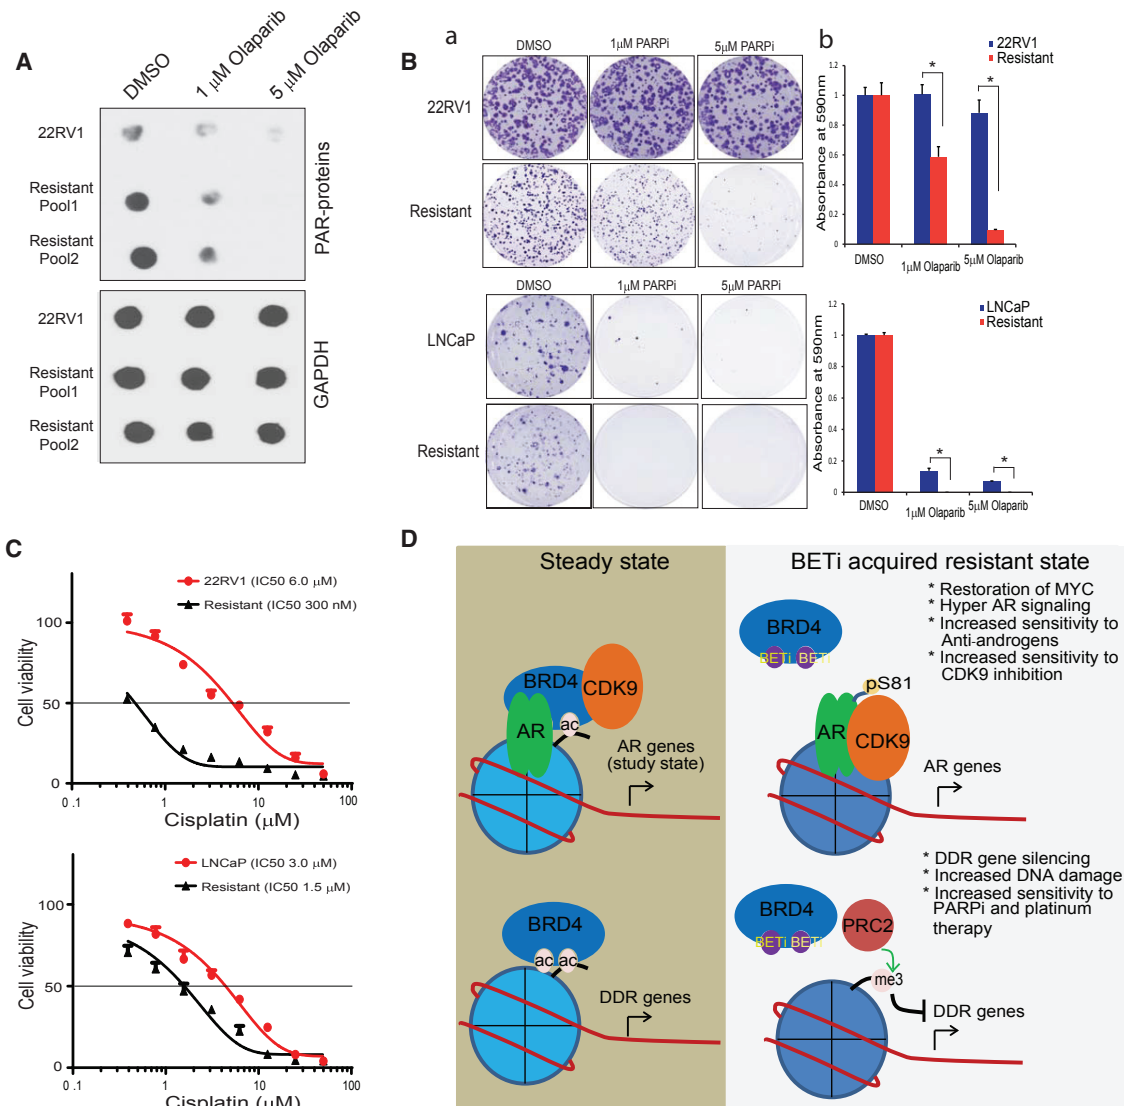 A
DMSO
1 μM Olaparib
5 μM Olaparib
22RV1
Resistant
Pool1
Resistant
Pool2
PAR-proteins
22RV1
Resistant
Pool1
Resistant
Pool2
GAPDH
B
a
DMSO
1μM PARPi
5μM PARPi
22RV1
Resistant
DMSO
1μM PARPi
5μM PARPi
LNCaP
Resistant
b
22RV1
Resistant
Absorbance at 590nm
1.2
1
0.8
0.6
0.4
0.2
0
*
*
DMSO
1μM Olaparib
5μM Olaparib
LNCaP
Resistant
Absorbance at 590nm
1.2
1
0.8
0.6
0.4
0.2
0
*
*
DMSO
1μM Olaparib
5μM Olaparib
C
22RV1 (IC50 6.0 μM)
Resistant (IC50 300 nM)
Cell viability
100
50
0
0.1
1
10
100
Cisplatin (μM)
LNCaP (IC50 3.0 μM)
Resistant (IC50 1.5 μM)
Cell viability
100
50
0
0.1
1
10
100
Cisplatin (μM)
D
Steady state
BRD4
CDK9
AR
ac
AR genes
(study state)
BRD4
ac ac
DDR genes
BETi acquired resistant state
* Restoration of MYC
* Hyper AR signaling
* Increased sensitivity to
Anti-androgens
* Increased sensitivity to
CDK9 inhibition
BRD4
BETi BETi
pS81
AR
CDK9
AR genes
* DDR gene silencing
* Increased DNA damage
* Increased sensitivity to
PARPi and platinum
therapy
BRD4
BETi BETi
PRC2
me3
DDR genes